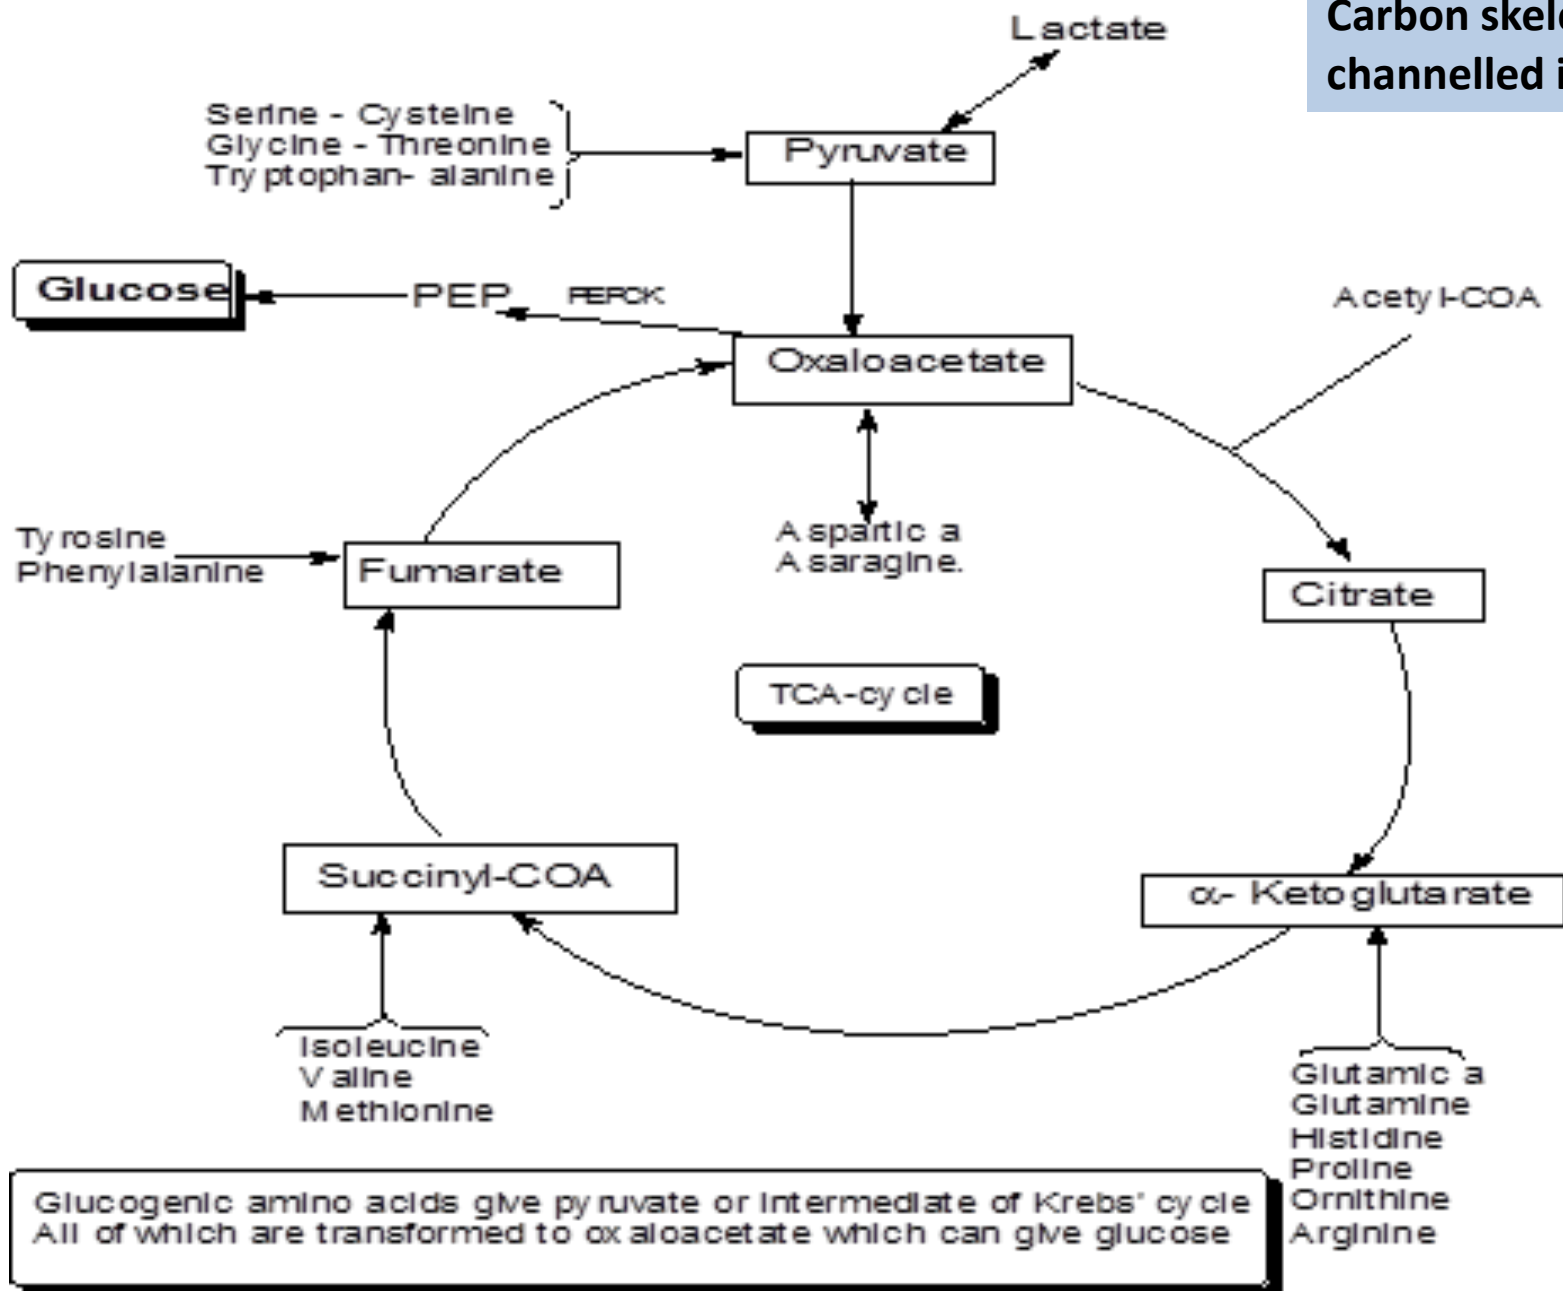 Carbon
channelled
Lactate
Serine - Cysteine
Glycine - Threonine
Tryptophan- alanine
Pyruvate
Glucose
PEP
PEPCK
Acetyl-COA
Oxaloacetate
Tyrosine
Phenylalanine
Fumarate
Aspartic a
Asaragine.
Citrate
TCA-cycle
Succinyl-COA
α- Ketoglutarate
Isoleucine
Valine
Methionine
Glutamic a
Glutamine
Histidine
Proline
Ornithine
Arginine
Glucogenic amino acids give pyruvate or intermediate of Krebs' cycle
All of which are transformed to oxaloacetate which can give glucose